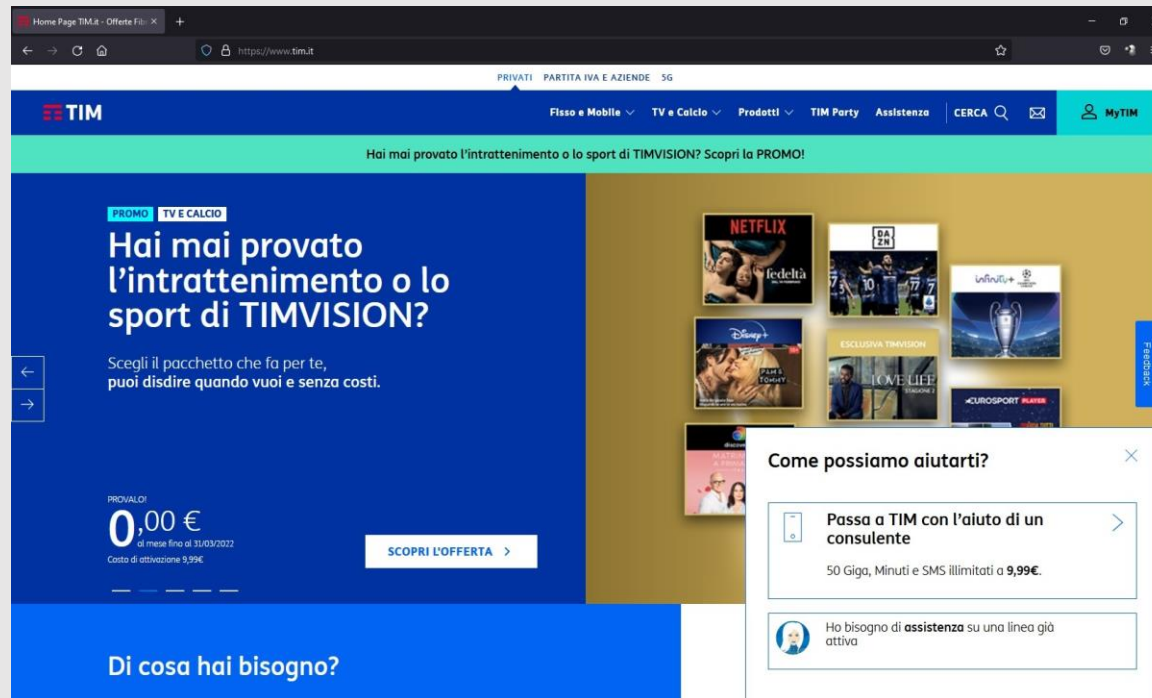 Home Page TIM.it - Offerte Fib
https://www.tim.it
PRIVATI PARTITA IVA E AZIENDE 5G
TIM
Fisso e Mobile TV e Calcio Prodotti TIM Party Assistenza CERCA MyTIM
Hai mai provato l'intrattenimento o lo sport di TIMVISION? Scopri la PROMO!
PROMO TV E CALCIO
Hai mai provato
l'intrattenimento o lo
sport di TIMVISION?
Scegli il pacchetto che fa per te,
puoi disdire quando vuoi e senza costi.
PROVALO!
0,00 €
al mese fino al 31/03/2022
Costo di attivazione 9,99€
SCOPRI L'OFFERTA
NETFLIX
fedeltà
DAZN
infinity+
Disney+
PAM &
TOMMY
ESCLUSIVA TIMVISION
LOVE LIFE
STAGIONE 2
EUROSPORT PLAYER
Feedback
Come possiamo aiutarti?
Passa a TIM con l'aiuto di un
consulente
50 Giga, Minuti e SMS illimitati a 9,99€.
Ho bisogno di assistenza su una linea già
attiva
Di cosa hai bisogno?